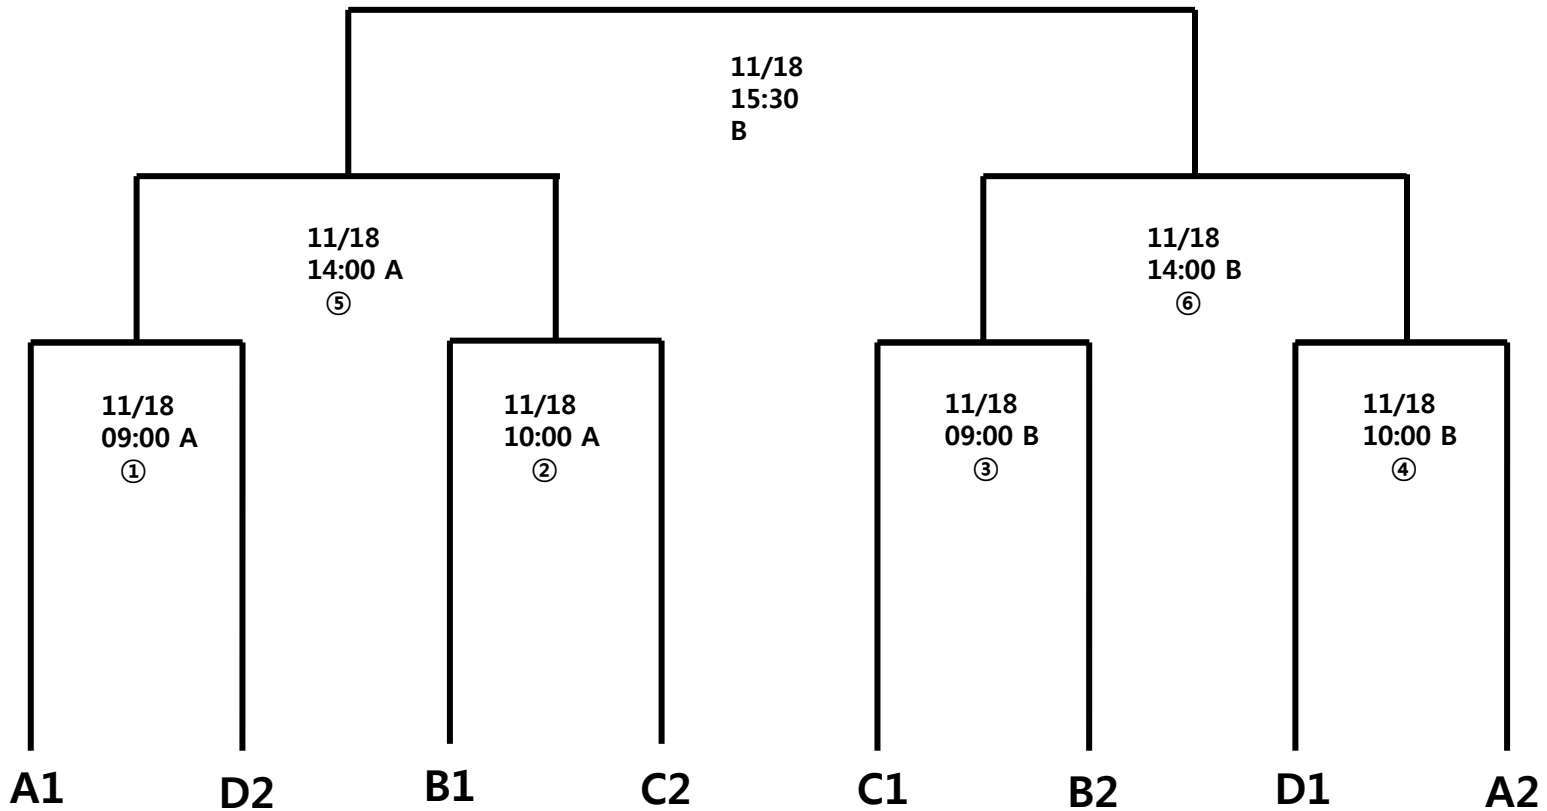 11/18
15:30
B
11/18
14:00 A
⑤
11/18
14:00 B
⑥
11/18
09:00 A
①
11/18
10:00 A
②
11/18
09:00 B
③
11/18
10:00 B
④
A1
D2
B1
C2
C1
B2
D1
A2